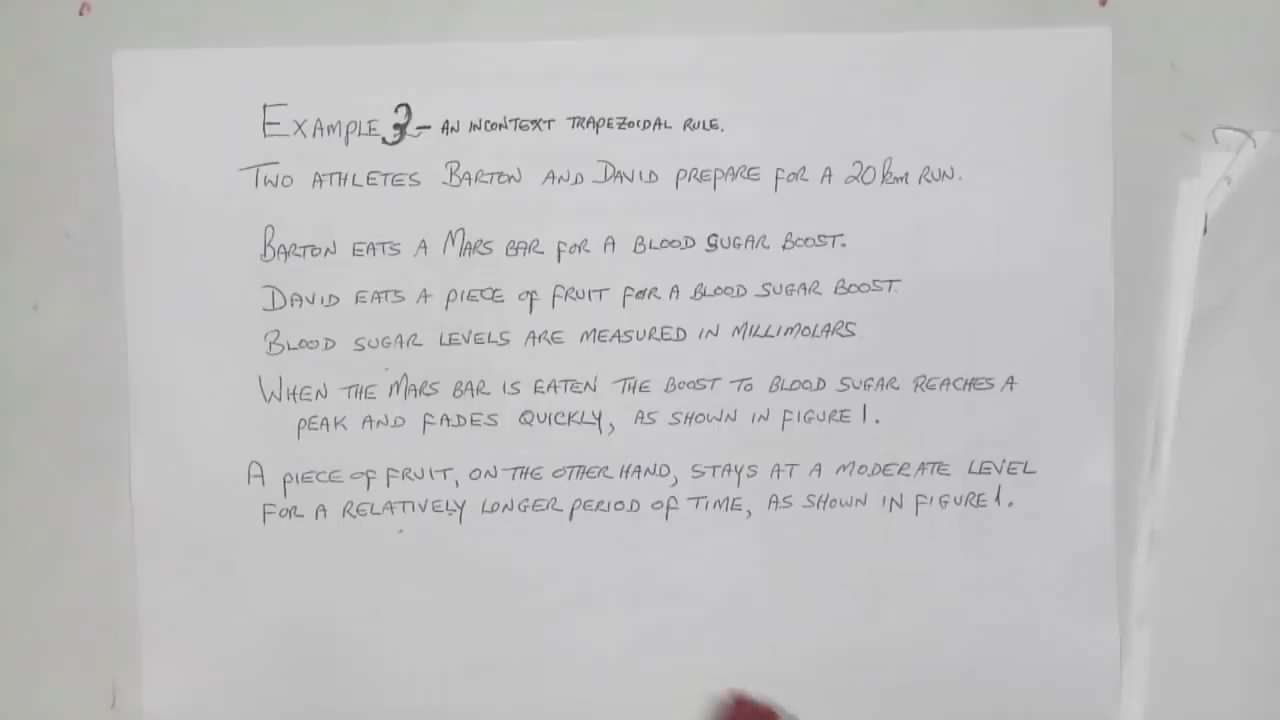 EXAMPLE 3 - AN INCONTEXT TRAPEZOIDAL RULE.
TWO ATHLETES BARTON AND DAVID PREPARE FOR A 20km RUN.
BARTON EATS A MARS BAR FOR A BLOOD SUGAR BOOST.
DAVID EATS A PIECE OF FRUIT FOR A BLOOD SUGAR BOOST.
BLOOD SUGAR LEVELS ARE MEASURED IN MILLIMOLARS
WHEN THE MARS BAR IS EATEN THE BOOST TO BLOOD SUGAR REACHES A
PEAK AND FADES QUICKLY, AS SHOWN IN FIGURE 1.
A PIECE OF FRUIT, ON THE OTHER HAND, STAYS AT A MODERATE LEVEL
FOR A RELATIVELY LONGER PERIOD OF TIME, AS SHOWN IN FIGURE 1.